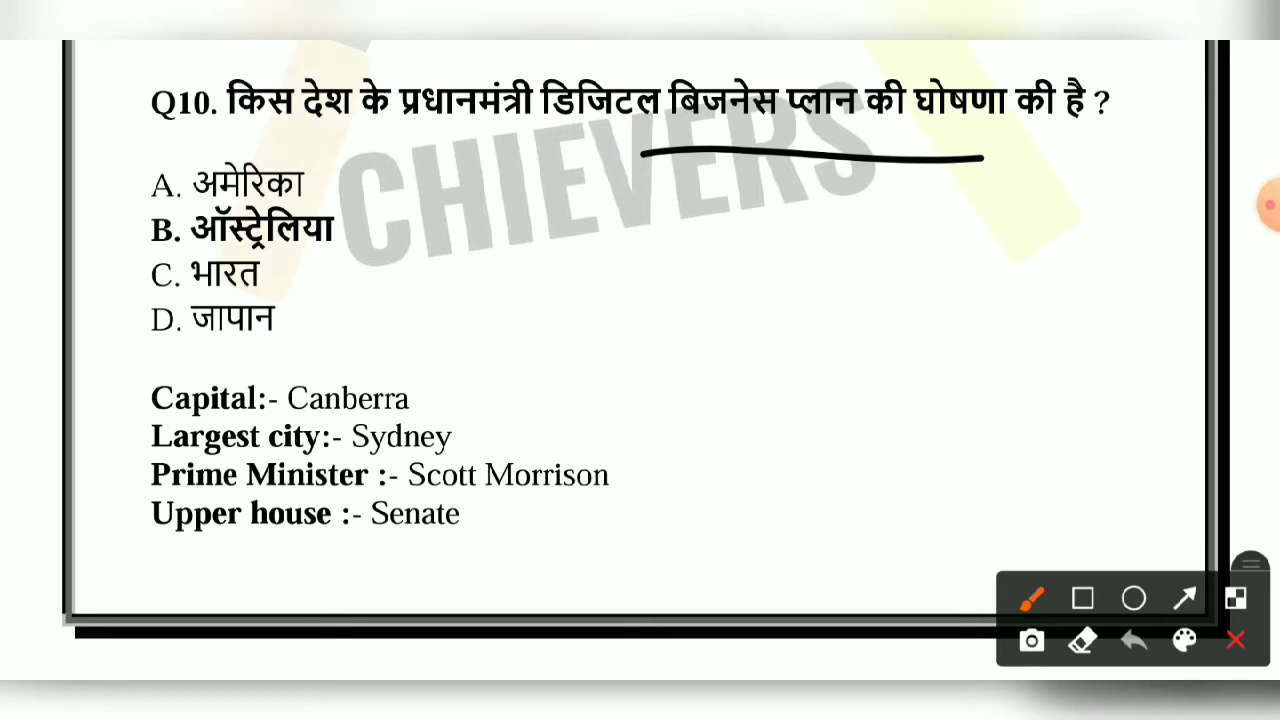 Q10. किस देश के प्रधानमंत्री डिजिटल बिजनेस प्लान की घोषणा की है ?
CHIEVERS
A. अमेरिका
B. ऑस्ट्रेलिया
C. भारत
D. जापान
Capital:- Canberra
Largest city:- Sydney
Prime Minister :- Scott Morrison
Upper house :- Senate